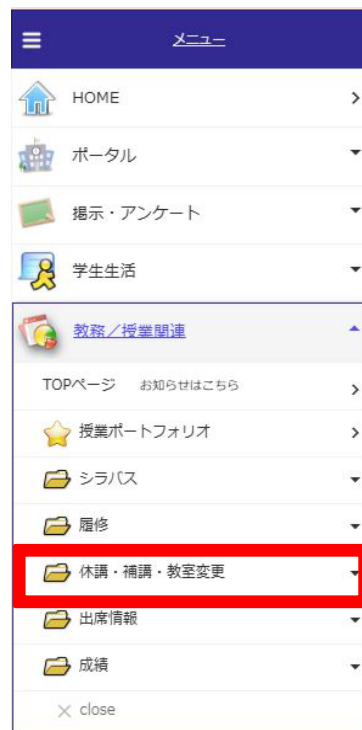 メニュー
HOME
ポータル
掲示・アンケート
学生生活
教務／授業関連
TOPページ お知らせはこちら
授業ポートフォリオ
シラバス
履修
休講・補講・教室変更
出席情報
成績
close